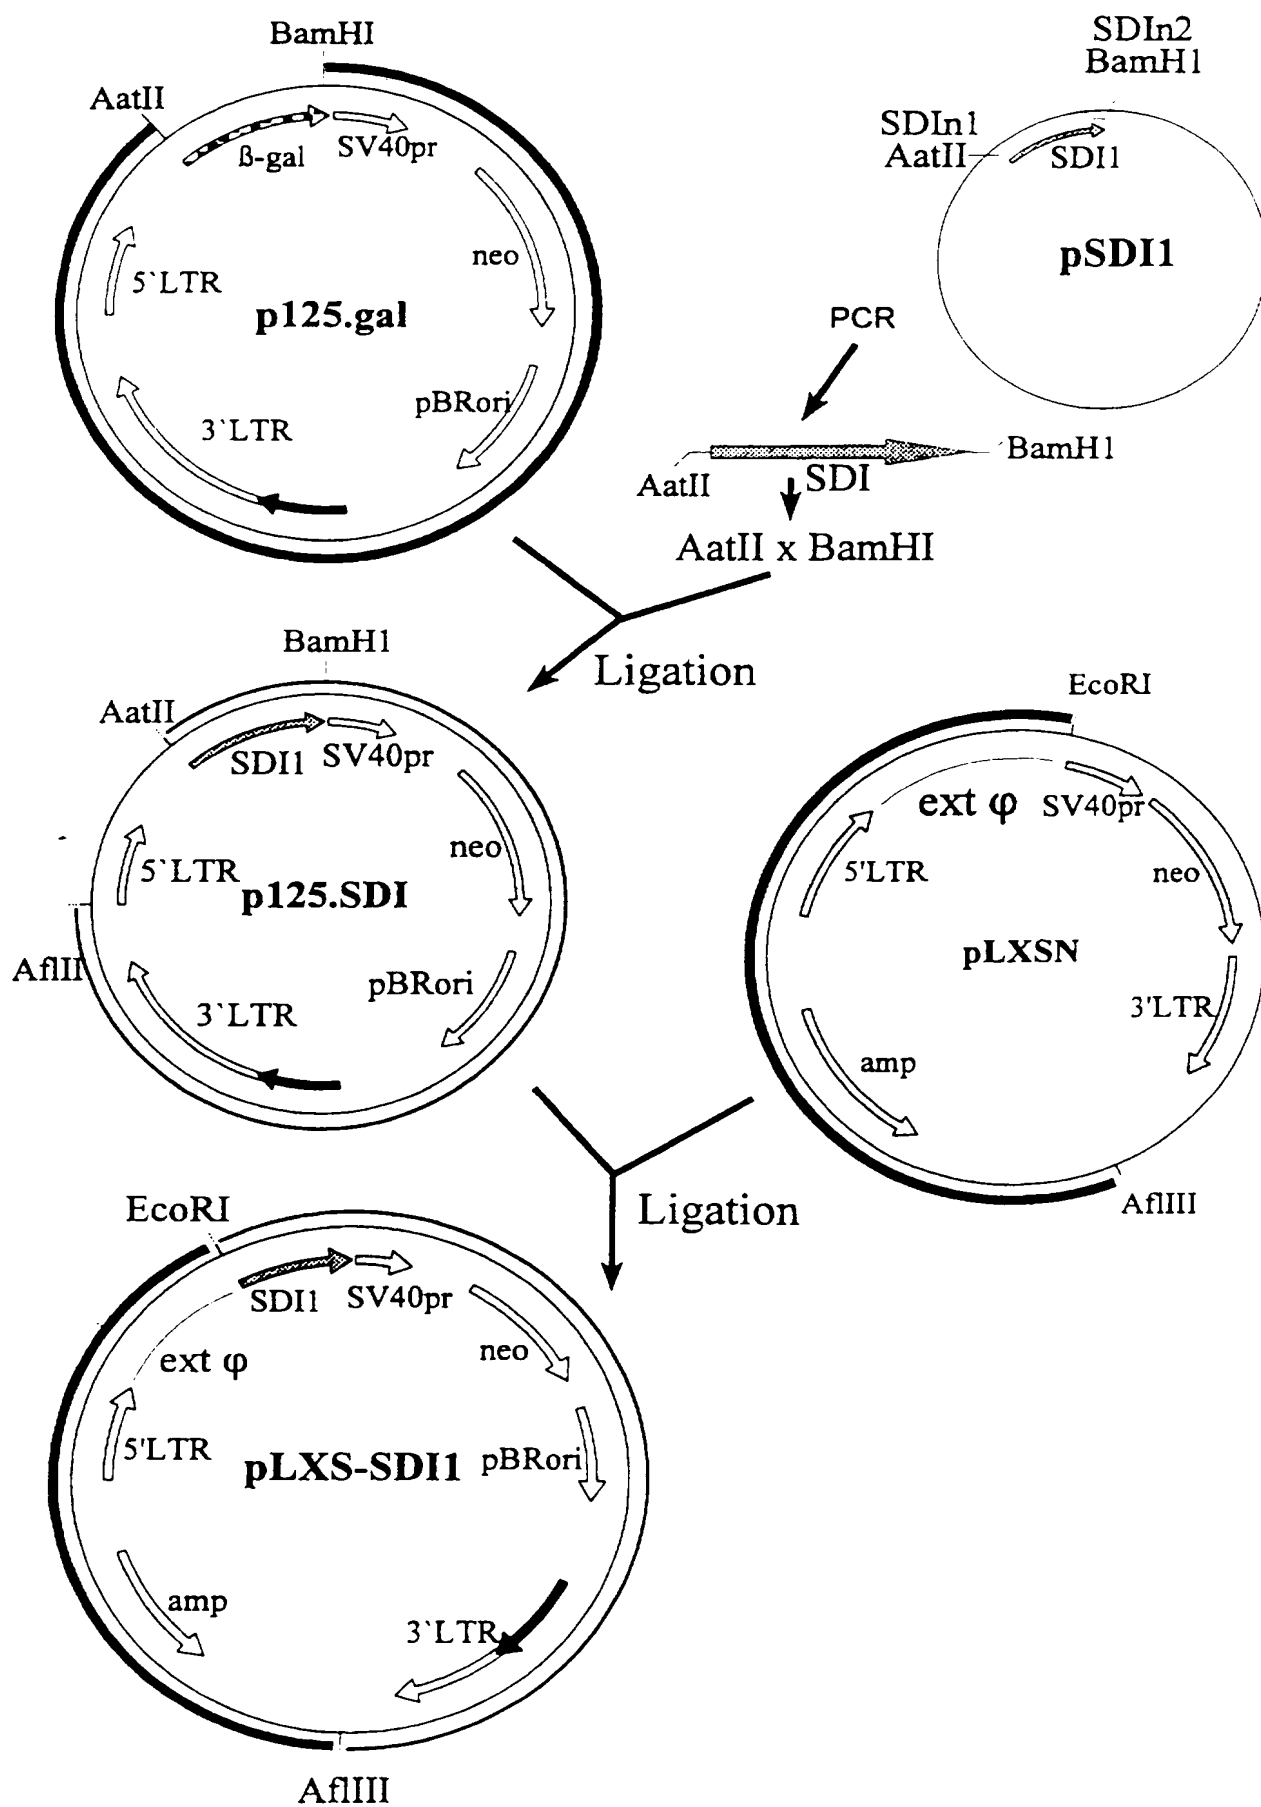 BamHI
AatII
ß-gal
SV40pr
neo
5`LTR
p125.gal
pBRori
3`LTR
SDIn2
BamH1
SDIn1
AatII
SDI1
pSDI1
PCR
AatII
SDI
BamH1
AatII x BamHI
Ligation
BamH1
AatII
SDI1
SV40pr
neo
5`LTR
p125.SDI
AflII
pBRori
3`LTR
EcoRI
ext φ
SV40pr
5'LTR
neo
pLXSN
3'LTR
amp
AflIII
Ligation
EcoRI
SDI1
SV40pr
ext φ
neo
5'LTR
pLXS-SDI1
pBRori
amp
3`LTR
AflIII